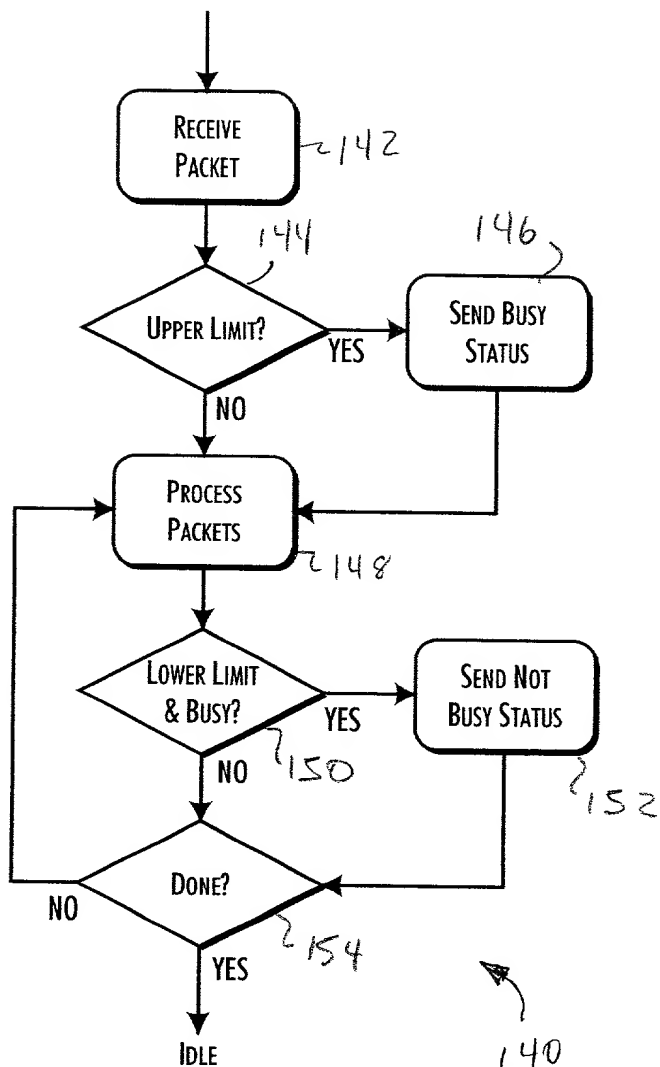 RECEIVE
PACKET
142
144
146
UPPER LIMIT?
YES
SEND BUSY
STATUS
NO
PROCESS
PACKETS
148
LOWER LIMIT
& BUSY?
YES
SEND NOT
BUSY STATUS
NO
150
152
DONE?
NO
154
YES
IDLE
140